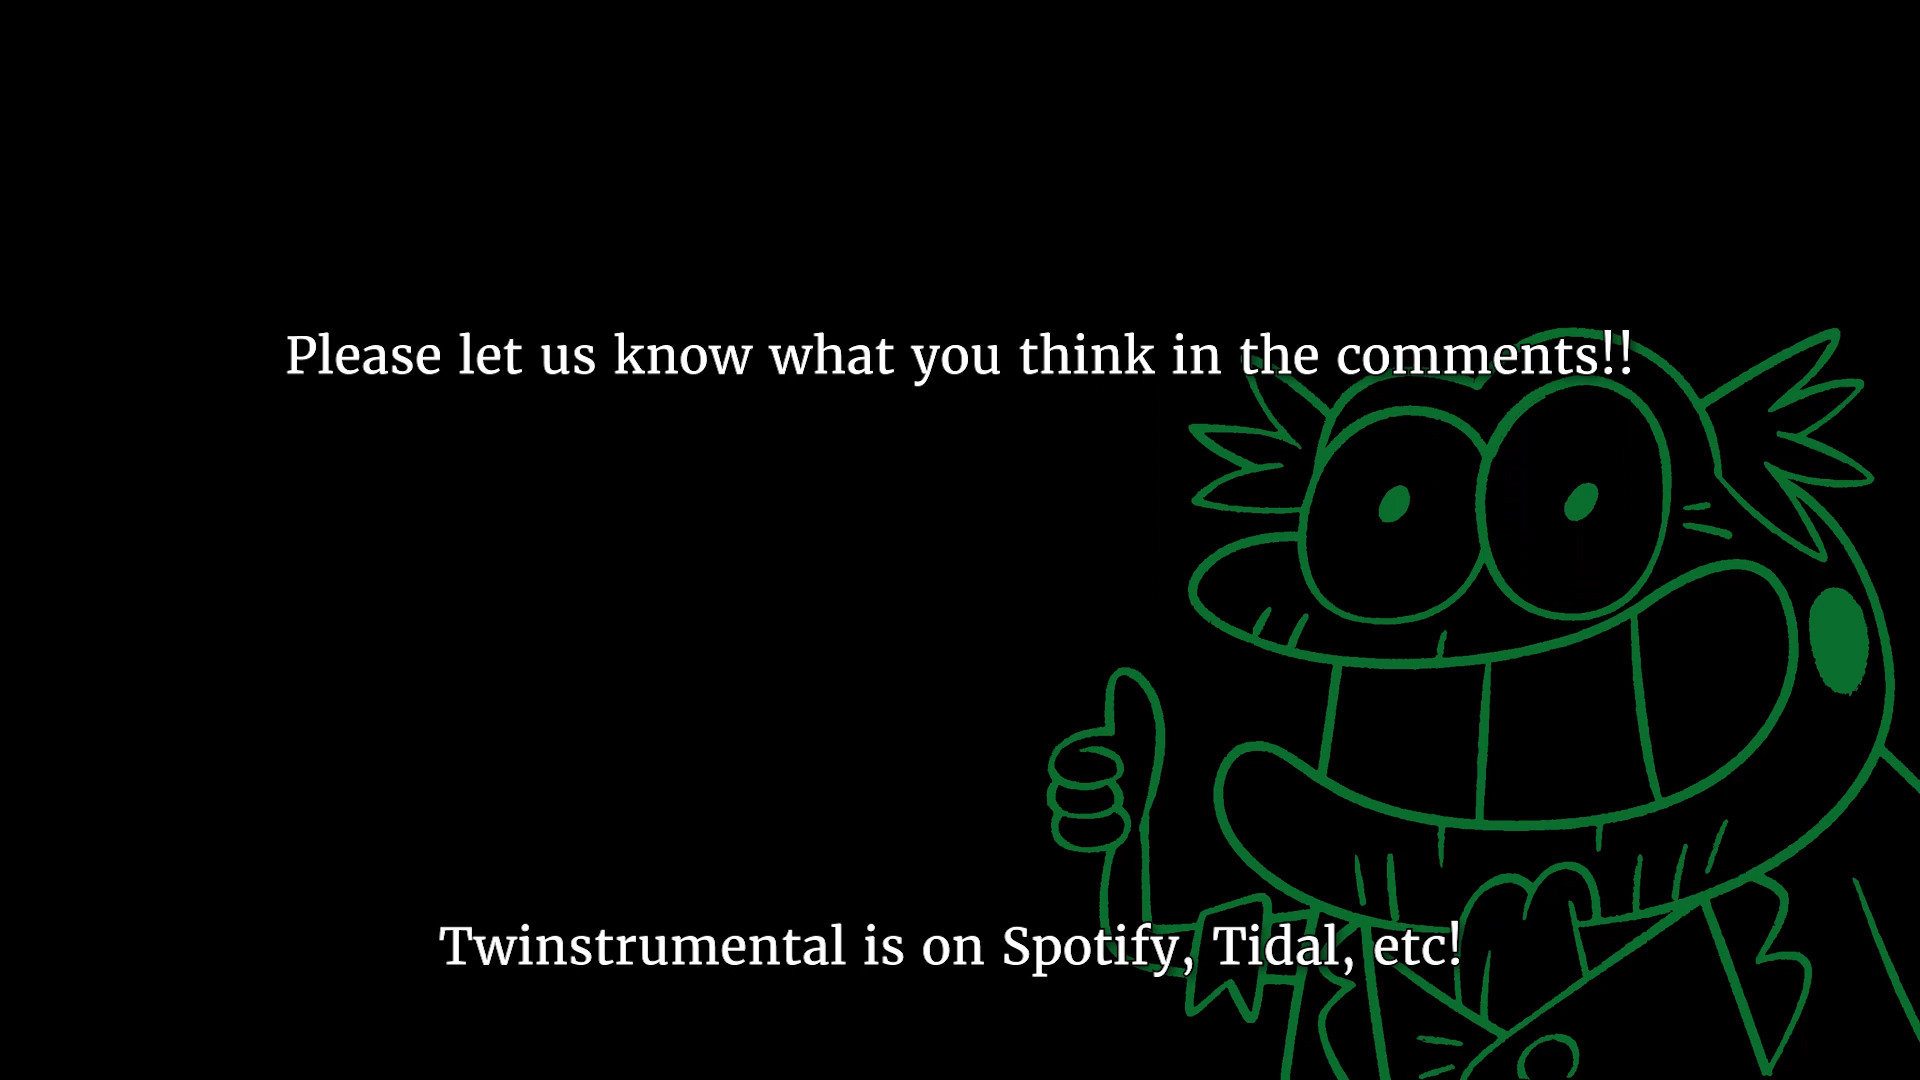 Please let us know what you think in the comments!!
Twinstrumental is on Spotify, Tidal, etc!